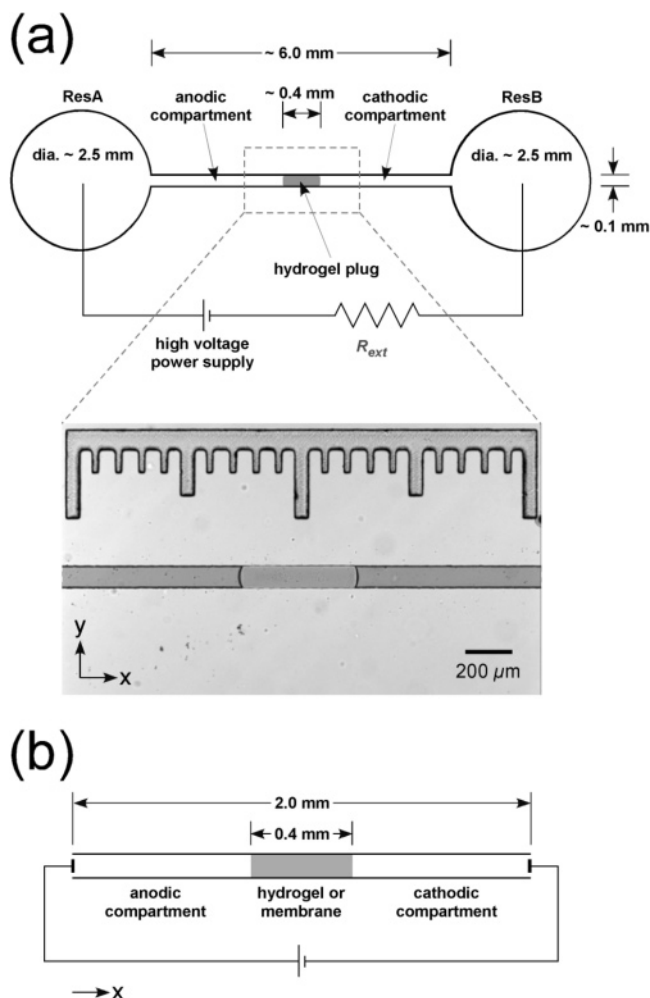 (a)
~ 6.0 mm
~ 0.4 mm
ResA
anodic
compartment
cathodic
compartment
ResB
dia. ~ 2.5 mm
dia. ~ 2.5 mm
~ 0.1 mm
hydrogel plug
high voltage
power supply
R_ext
y
x
200 µm
(b)
2.0 mm
0.4 mm
anodic
compartment
hydrogel or
membrane
cathodic
compartment
x